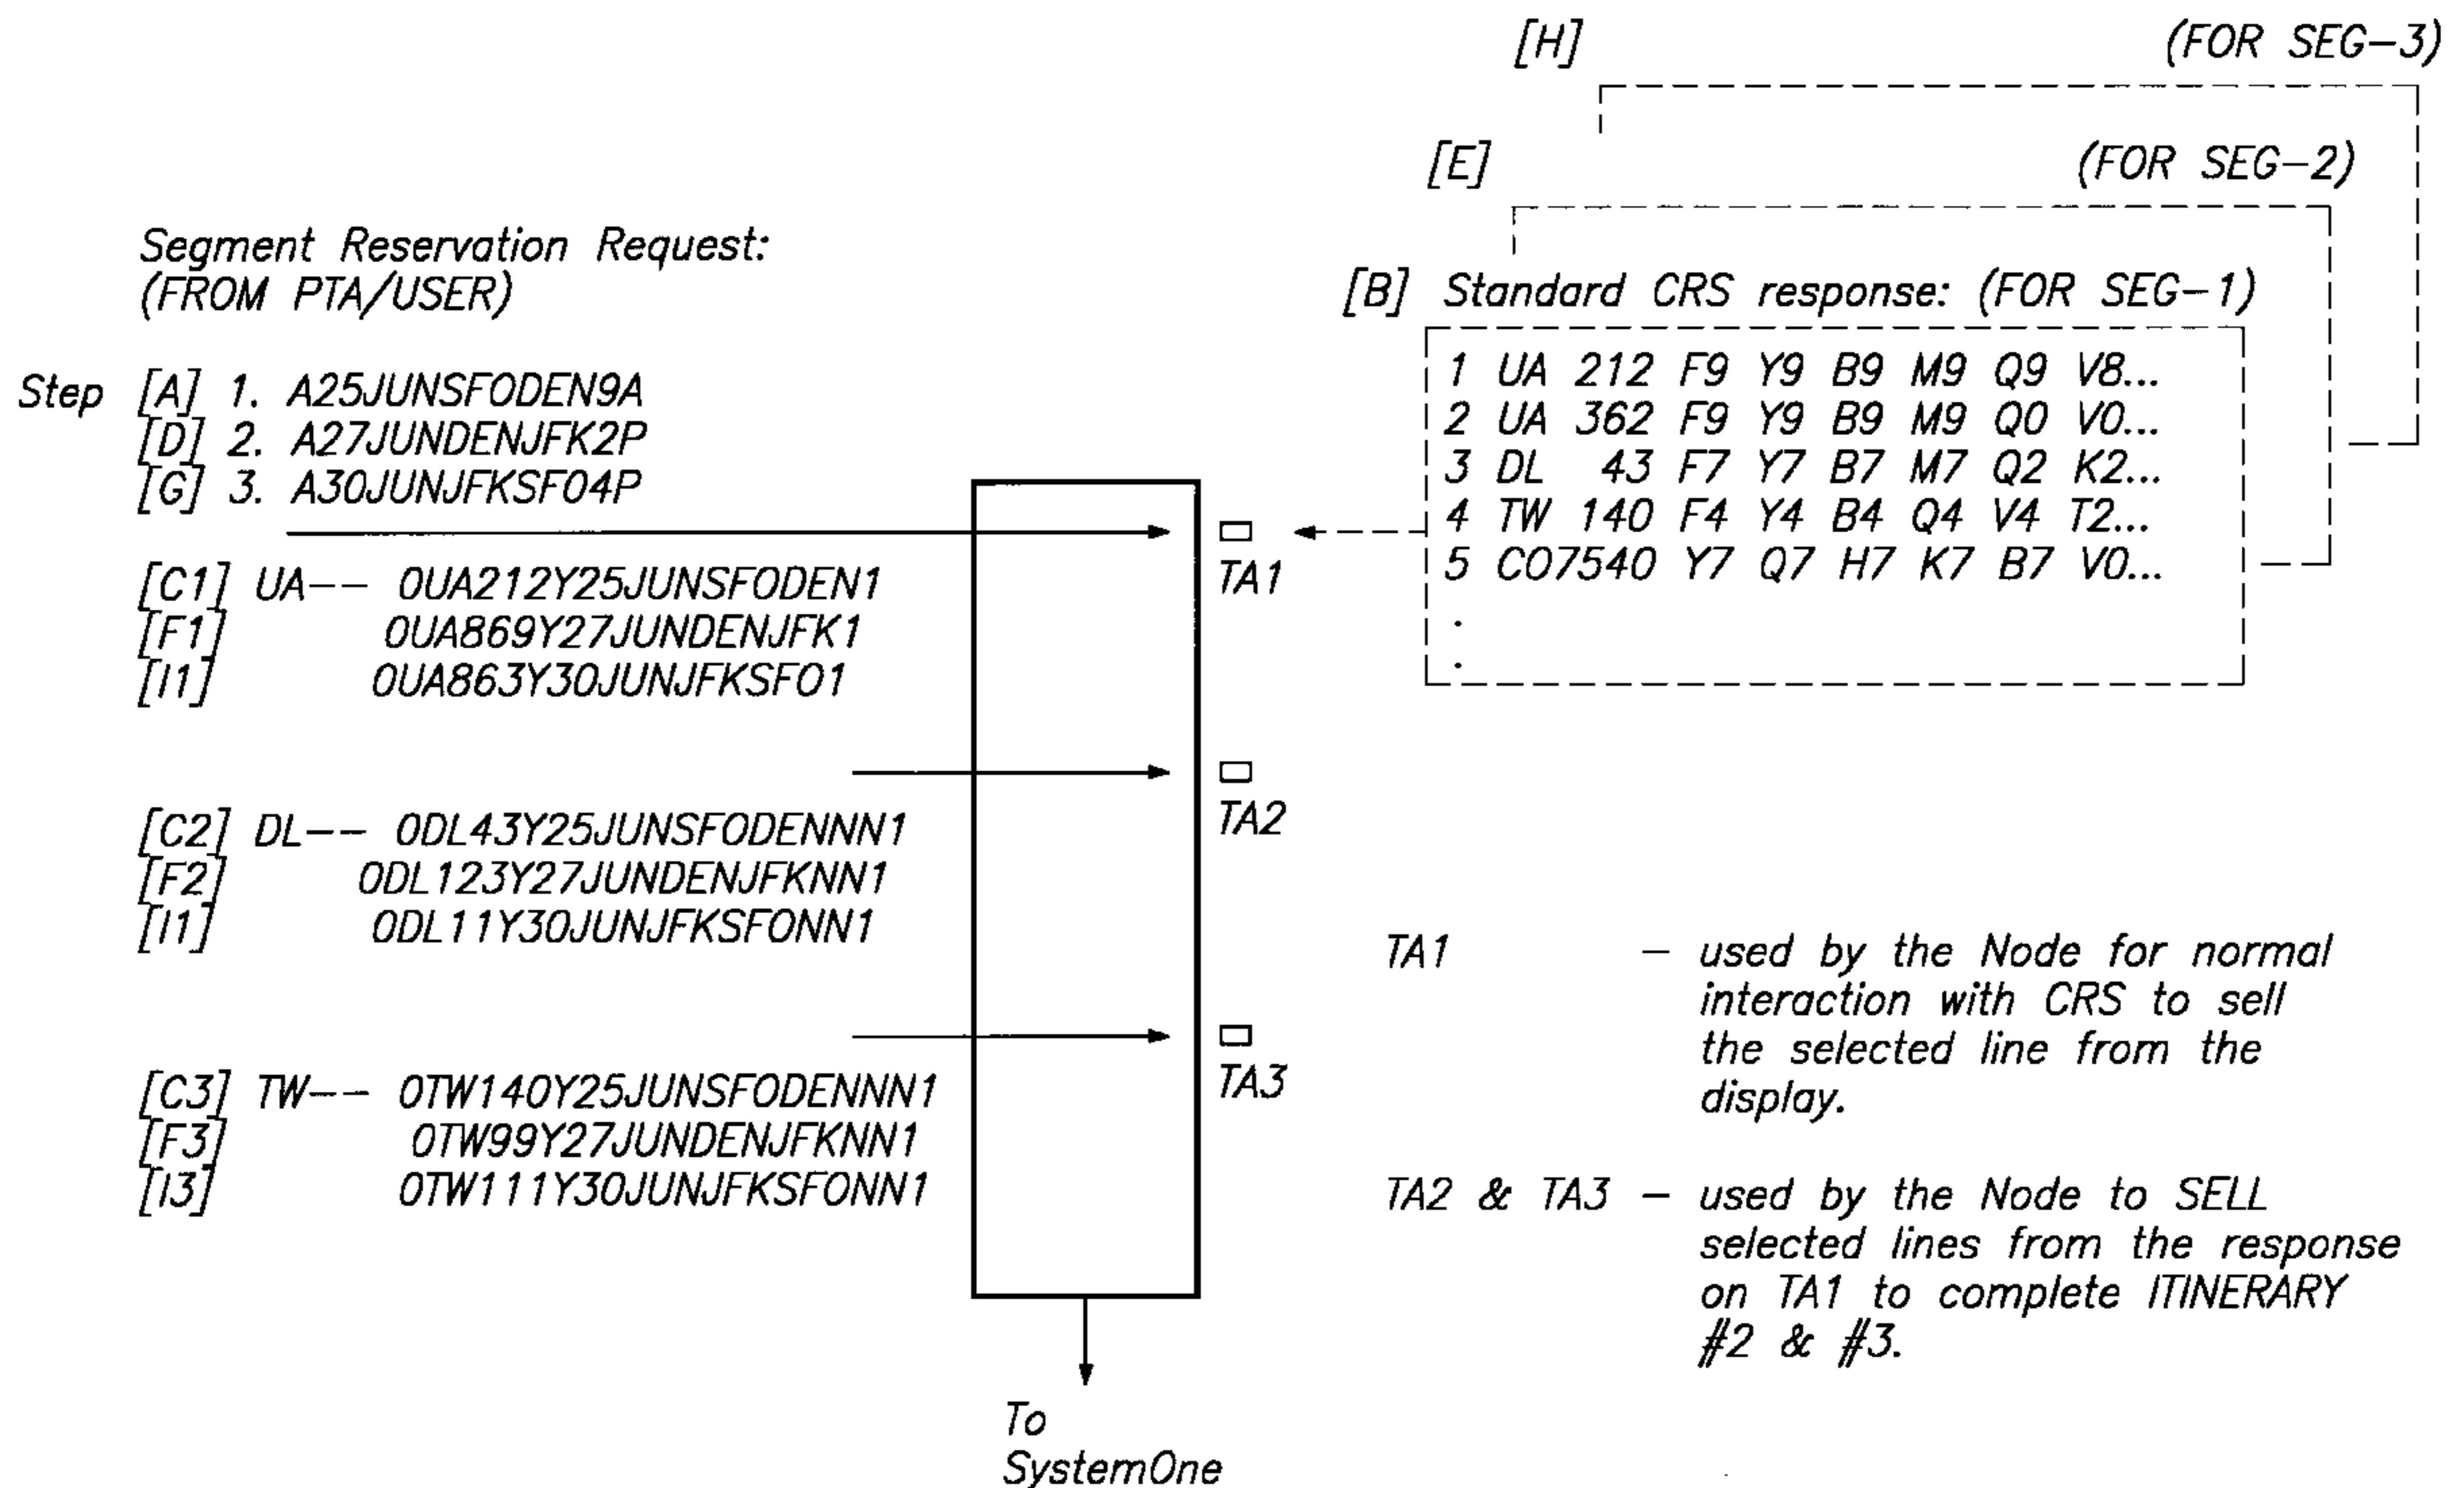 [H] (FOR SEG-3)
[E] (FOR SEG-2)
Segment Reservation Request:
(FROM PTA/USER)
[B] Standard CRS response: (FOR SEG-1)
1 UA 212 F9 Y9 B9 M9 Q9 V8...
2 UA 362 F9 Y9 B9 M9 Q0 V0...
3 DL 43 F7 Y7 B7 M7 Q2 K2...
4 TW 140 F4 Y4 B4 Q4 V4 T2...
5 CO7540 Y7 Q7 H7 K7 B7 V0...
.
.
Step [A] 1. A25JUNSFODEN9A
[D] 2. A27JUNDENJFK2P
[G] 3. A30JUNJFKSFO4P
TA1
[C1] UA-- 0UA212Y25JUNSFODEN1
[F1] 0UA869Y27JUNDENJFK1
[I1] 0UA863Y30JUNJFKSFO1
TA2
[C2] DL-- 0DL43Y25JUNSFODENNN1
[F2] 0DL123Y27JUNDENJFKNN1
[I1] 0DL11Y30JUNJFKSFONN1
TA3
[C3] TW-- 0TW140Y25JUNSFODENNN1
[F3] 0TW99Y27JUNDENJFKNN1
[I3] 0TW111Y30JUNJFKSFONN1
TA1 - used by the Node for normal
interaction with CRS to sell
the selected line from the
display.
TA2 & TA3 - used by the Node to SELL
selected lines from the response
on TA1 to complete ITINERARY
#2 & #3.
To
SystemOne